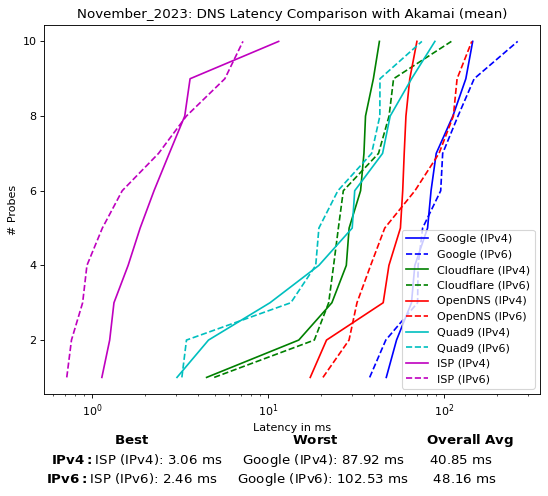 November_2023: DNS Latency Comparison with Akamai (mean)
10
8
6
4
2
# Probes
Google (IPv4)
Google (IPv6)
Cloudflare (IPv4)
Cloudflare (IPv6)
OpenDNS (IPv4)
OpenDNS (IPv6)
Quad9 (IPv4)
Quad9 (IPv6)
ISP (IPv4)
ISP (IPv6)
10⁰ 10¹ 10²
Latency in ms
Best Worst Overall Avg
IPv4: ISP (IPv4): 3.06 ms Google (IPv4): 87.92 ms 40.85 ms
IPv6: ISP (IPv6): 2.46 ms Google (IPv6): 102.53 ms 48.16 ms